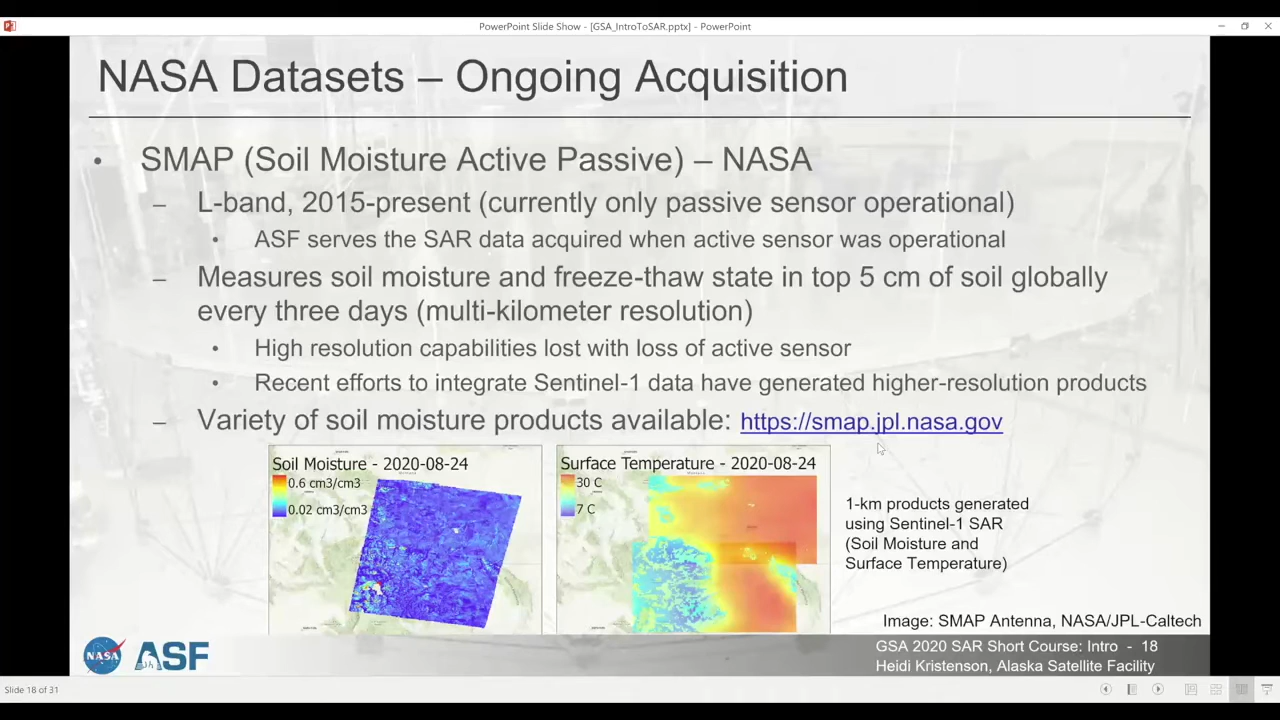 PowerPoint Slide Show - [GSA_IntroToSAR.pptx] - PowerPoint
NASA Datasets – Ongoing Acquisition
• SMAP (Soil Moisture Active Passive) – NASA
– L-band, 2015-present (currently only passive sensor operational)
• ASF serves the SAR data acquired when active sensor was operational
– Measures soil moisture and freeze-thaw state in top 5 cm of soil globally
every three days (multi-kilometer resolution)
• High resolution capabilities lost with loss of active sensor
• Recent efforts to integrate Sentinel-1 data have generated higher-resolution products
– Variety of soil moisture products available: https://smap.jpl.nasa.gov
Soil Moisture - 2020-08-24
0.6 cm3/cm3
0.02 cm3/cm3
Surface Temperature - 2020-08-24
30 C
7 C
1-km products generated
using Sentinel-1 SAR
(Soil Moisture and
Surface Temperature)
Image: SMAP Antenna, NASA/JPL-Caltech
NASA
ASF
GSA 2020 SAR Short Course: Intro - 18
Heidi Kristenson, Alaska Satellite Facility
Slide 18 of 31